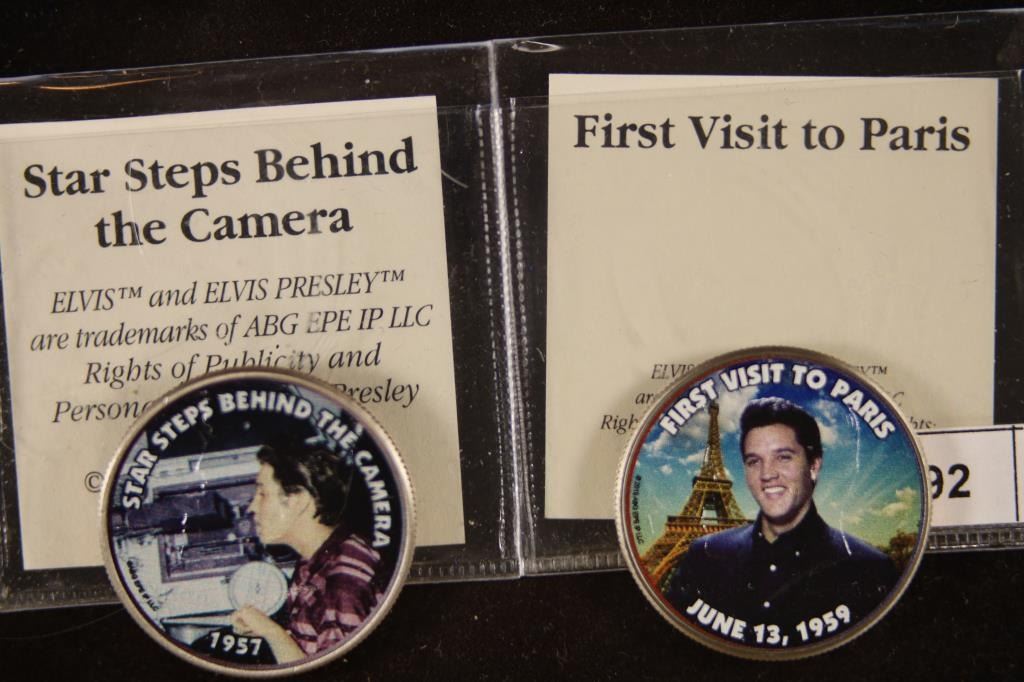 Star Steps Behind
the Camera
ELVIS™ and ELVIS PRESLEY™
are trademarks of ABG EPE IP LLC
Rights of Publicity and
Presley
©
STAR STEPS BEHIND THE CAMERA
1957
First Visit to Paris
ELVIS
FIRST VISIT TO PARIS
JUNE 13, 1959
92